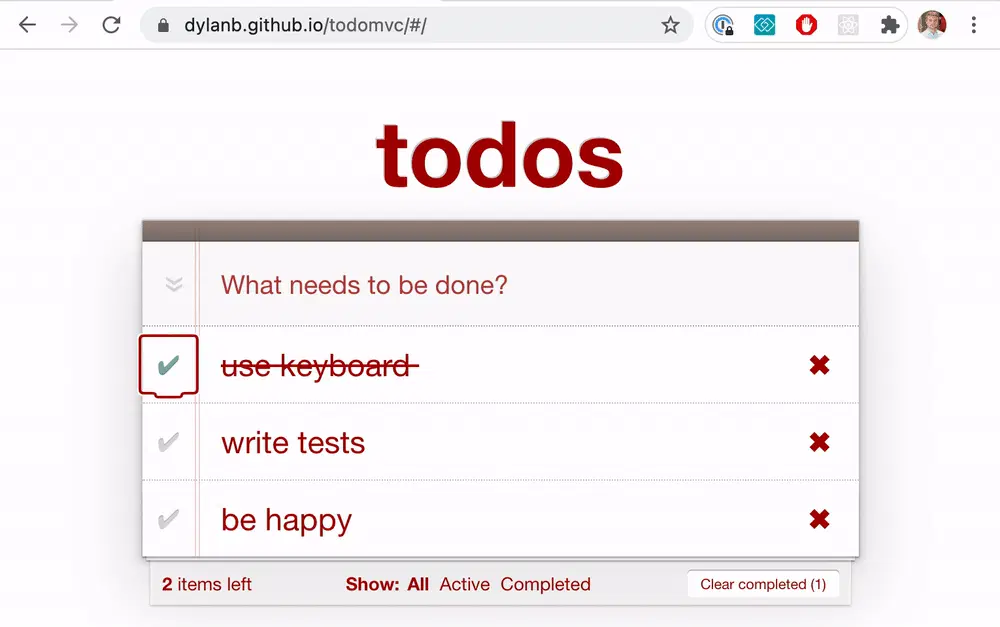 dylanb.github.io/todomvc/#/
todos
What needs to be done?
use keyboard
write tests
be happy
2 items left Show: All Active Completed Clear completed (1)